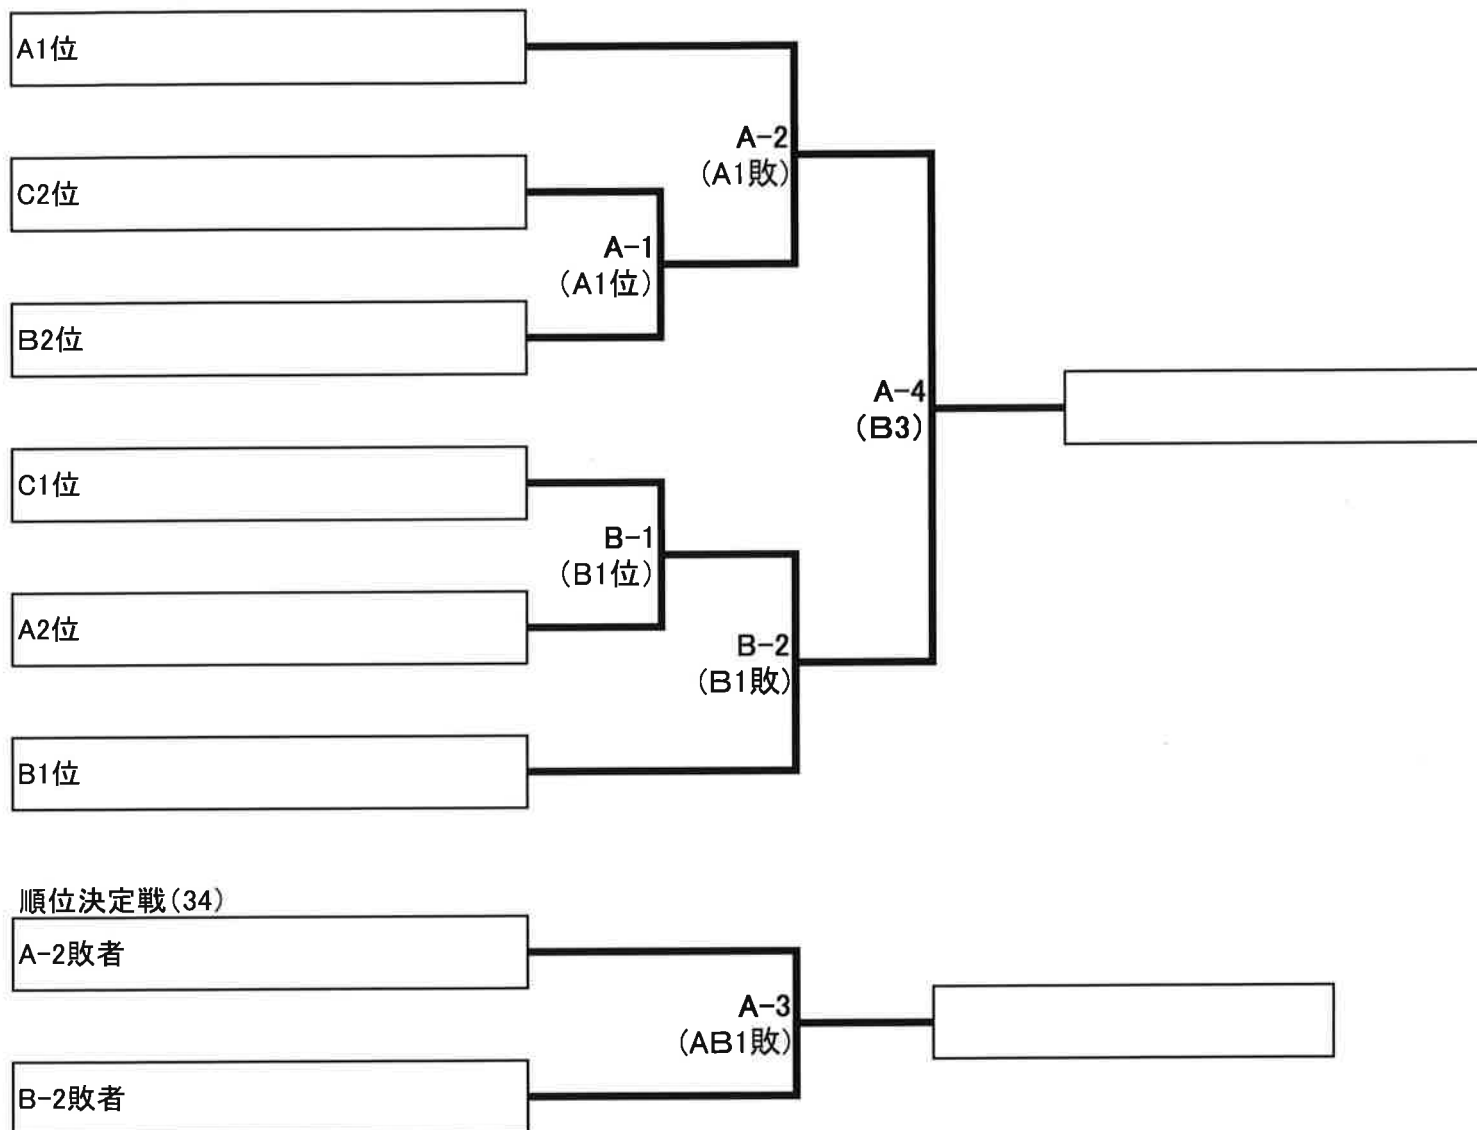 A1位
A-2
(A1敗)
C2位
A-1
(A1位)
B2位
A-4
(B3)
C1位
B-1
(B1位)
A2位
B-2
(B1敗)
B1位
順位決定戦(34)
A-2敗者
A-3
(AB1敗)
B-2敗者